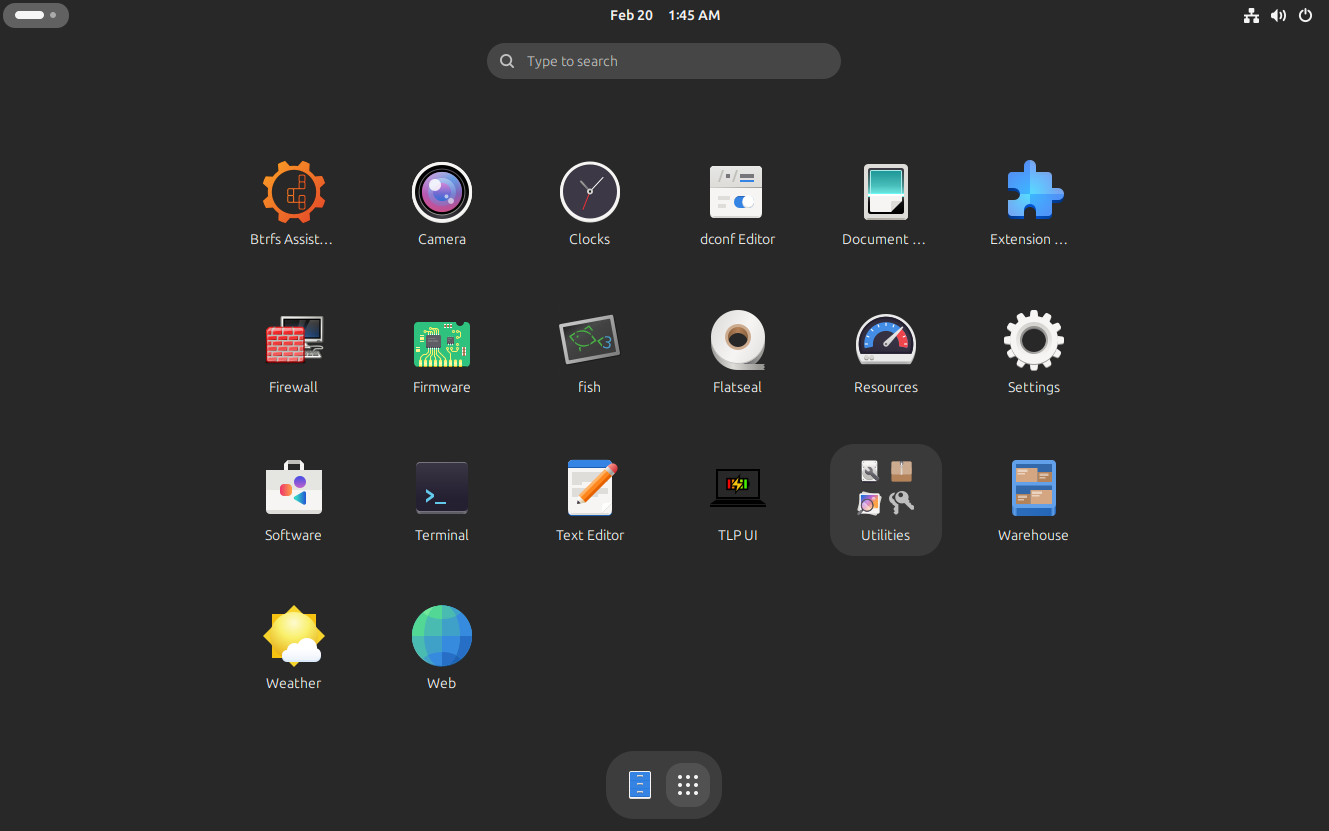 Feb 20 1:45 AM
Type to search
Btrfs Assist…
Camera
Clocks
dconf Editor
Document …
Extension …
Firewall
Firmware
fish
Flatseal
Resources
Settings
Software
Terminal
Text Editor
TLP UI
Utilities
Warehouse
Weather
Web